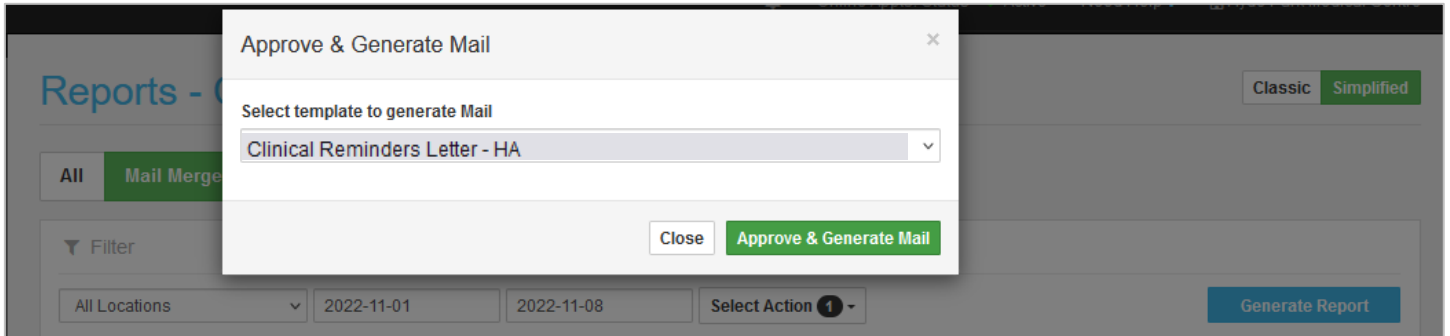 Approve & Generate Mail
×
Reports -
Classic Simplified
Select template to generate Mail
Clinical Reminders Letter - HA
All Mail Merge
Close Approve & Generate Mail
Filter
All Locations 2022-11-01 2022-11-08 Select Action 1 Generate Report